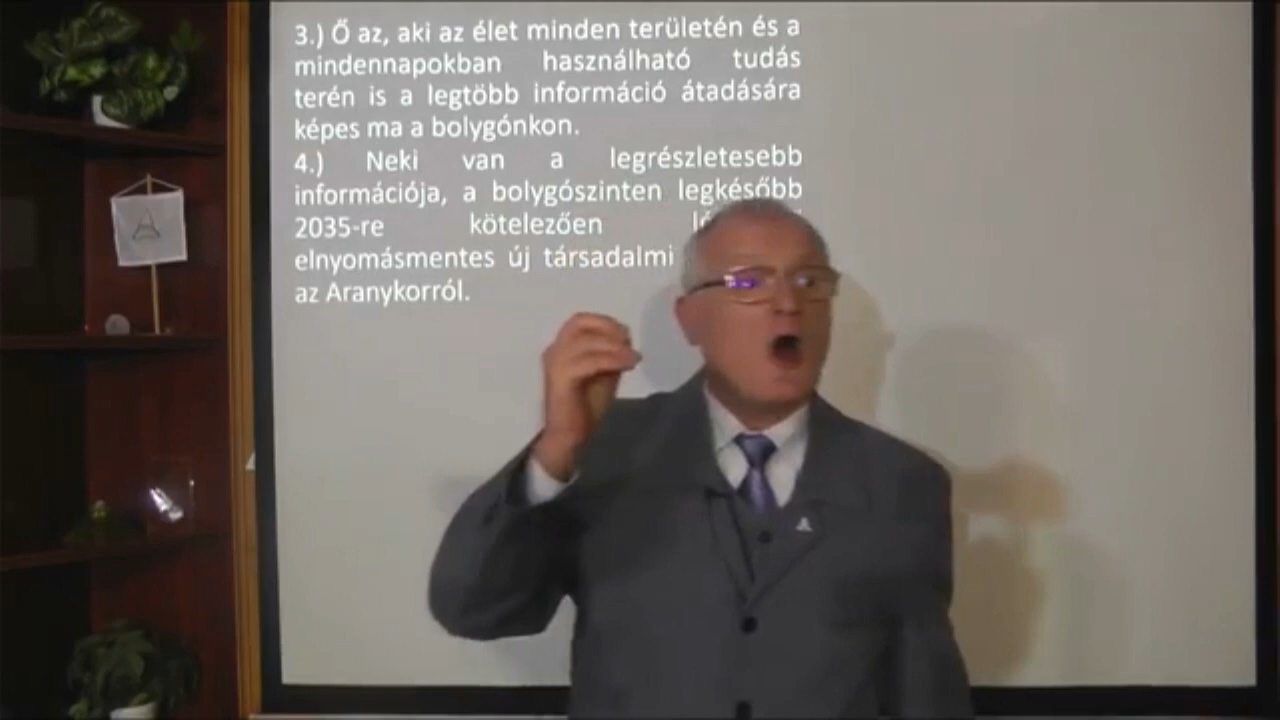 3.) Ő az, aki az élet minden területén és a
mindennapokban használható tudás
terén is a legtöbb információ átadására
képes ma a bolygónkon.
4.) Neki van a legrészletesebb
információja, a bolygószinten legkésőbb
2035-re kötelezően
elnyomásmentes új társadalmi
az Aranykorról.